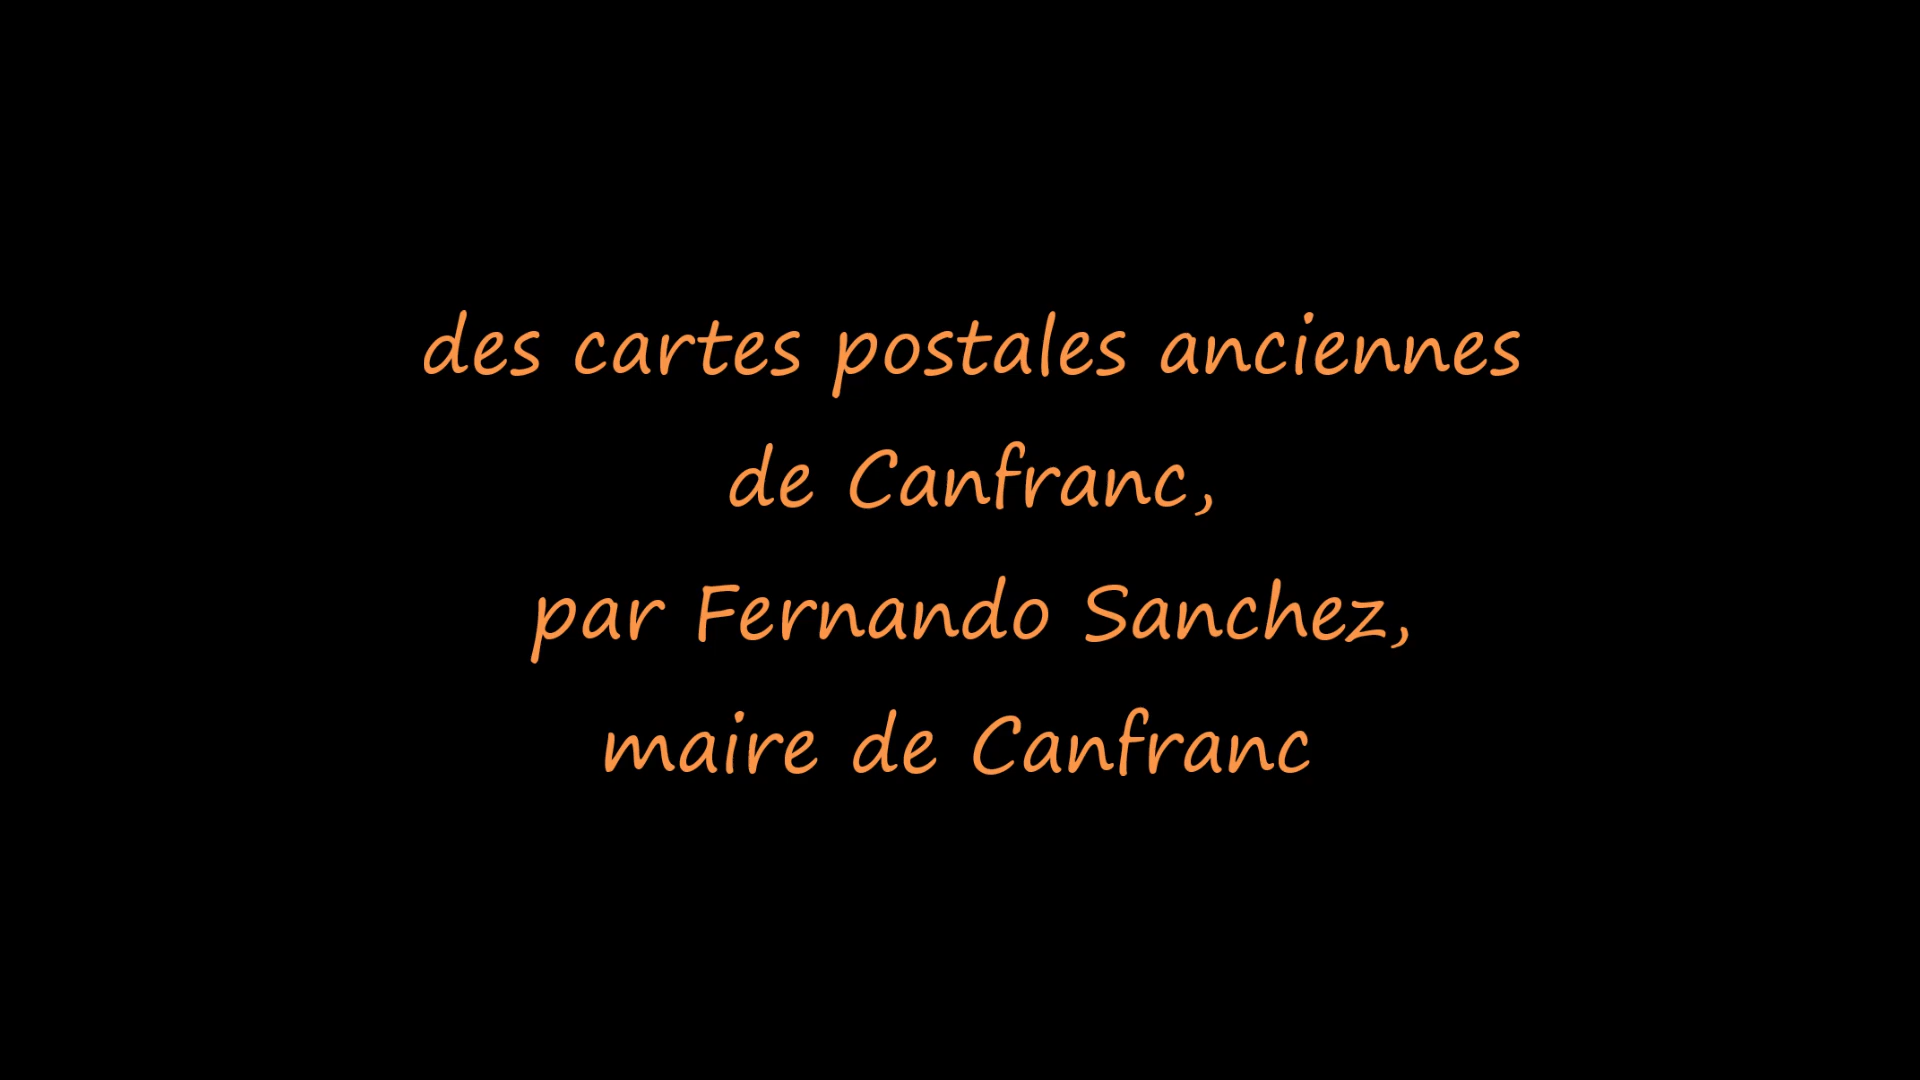 des cartes postales anciennes
de Canfranc,
par Fernando Sanchez,
maire de Canfranc